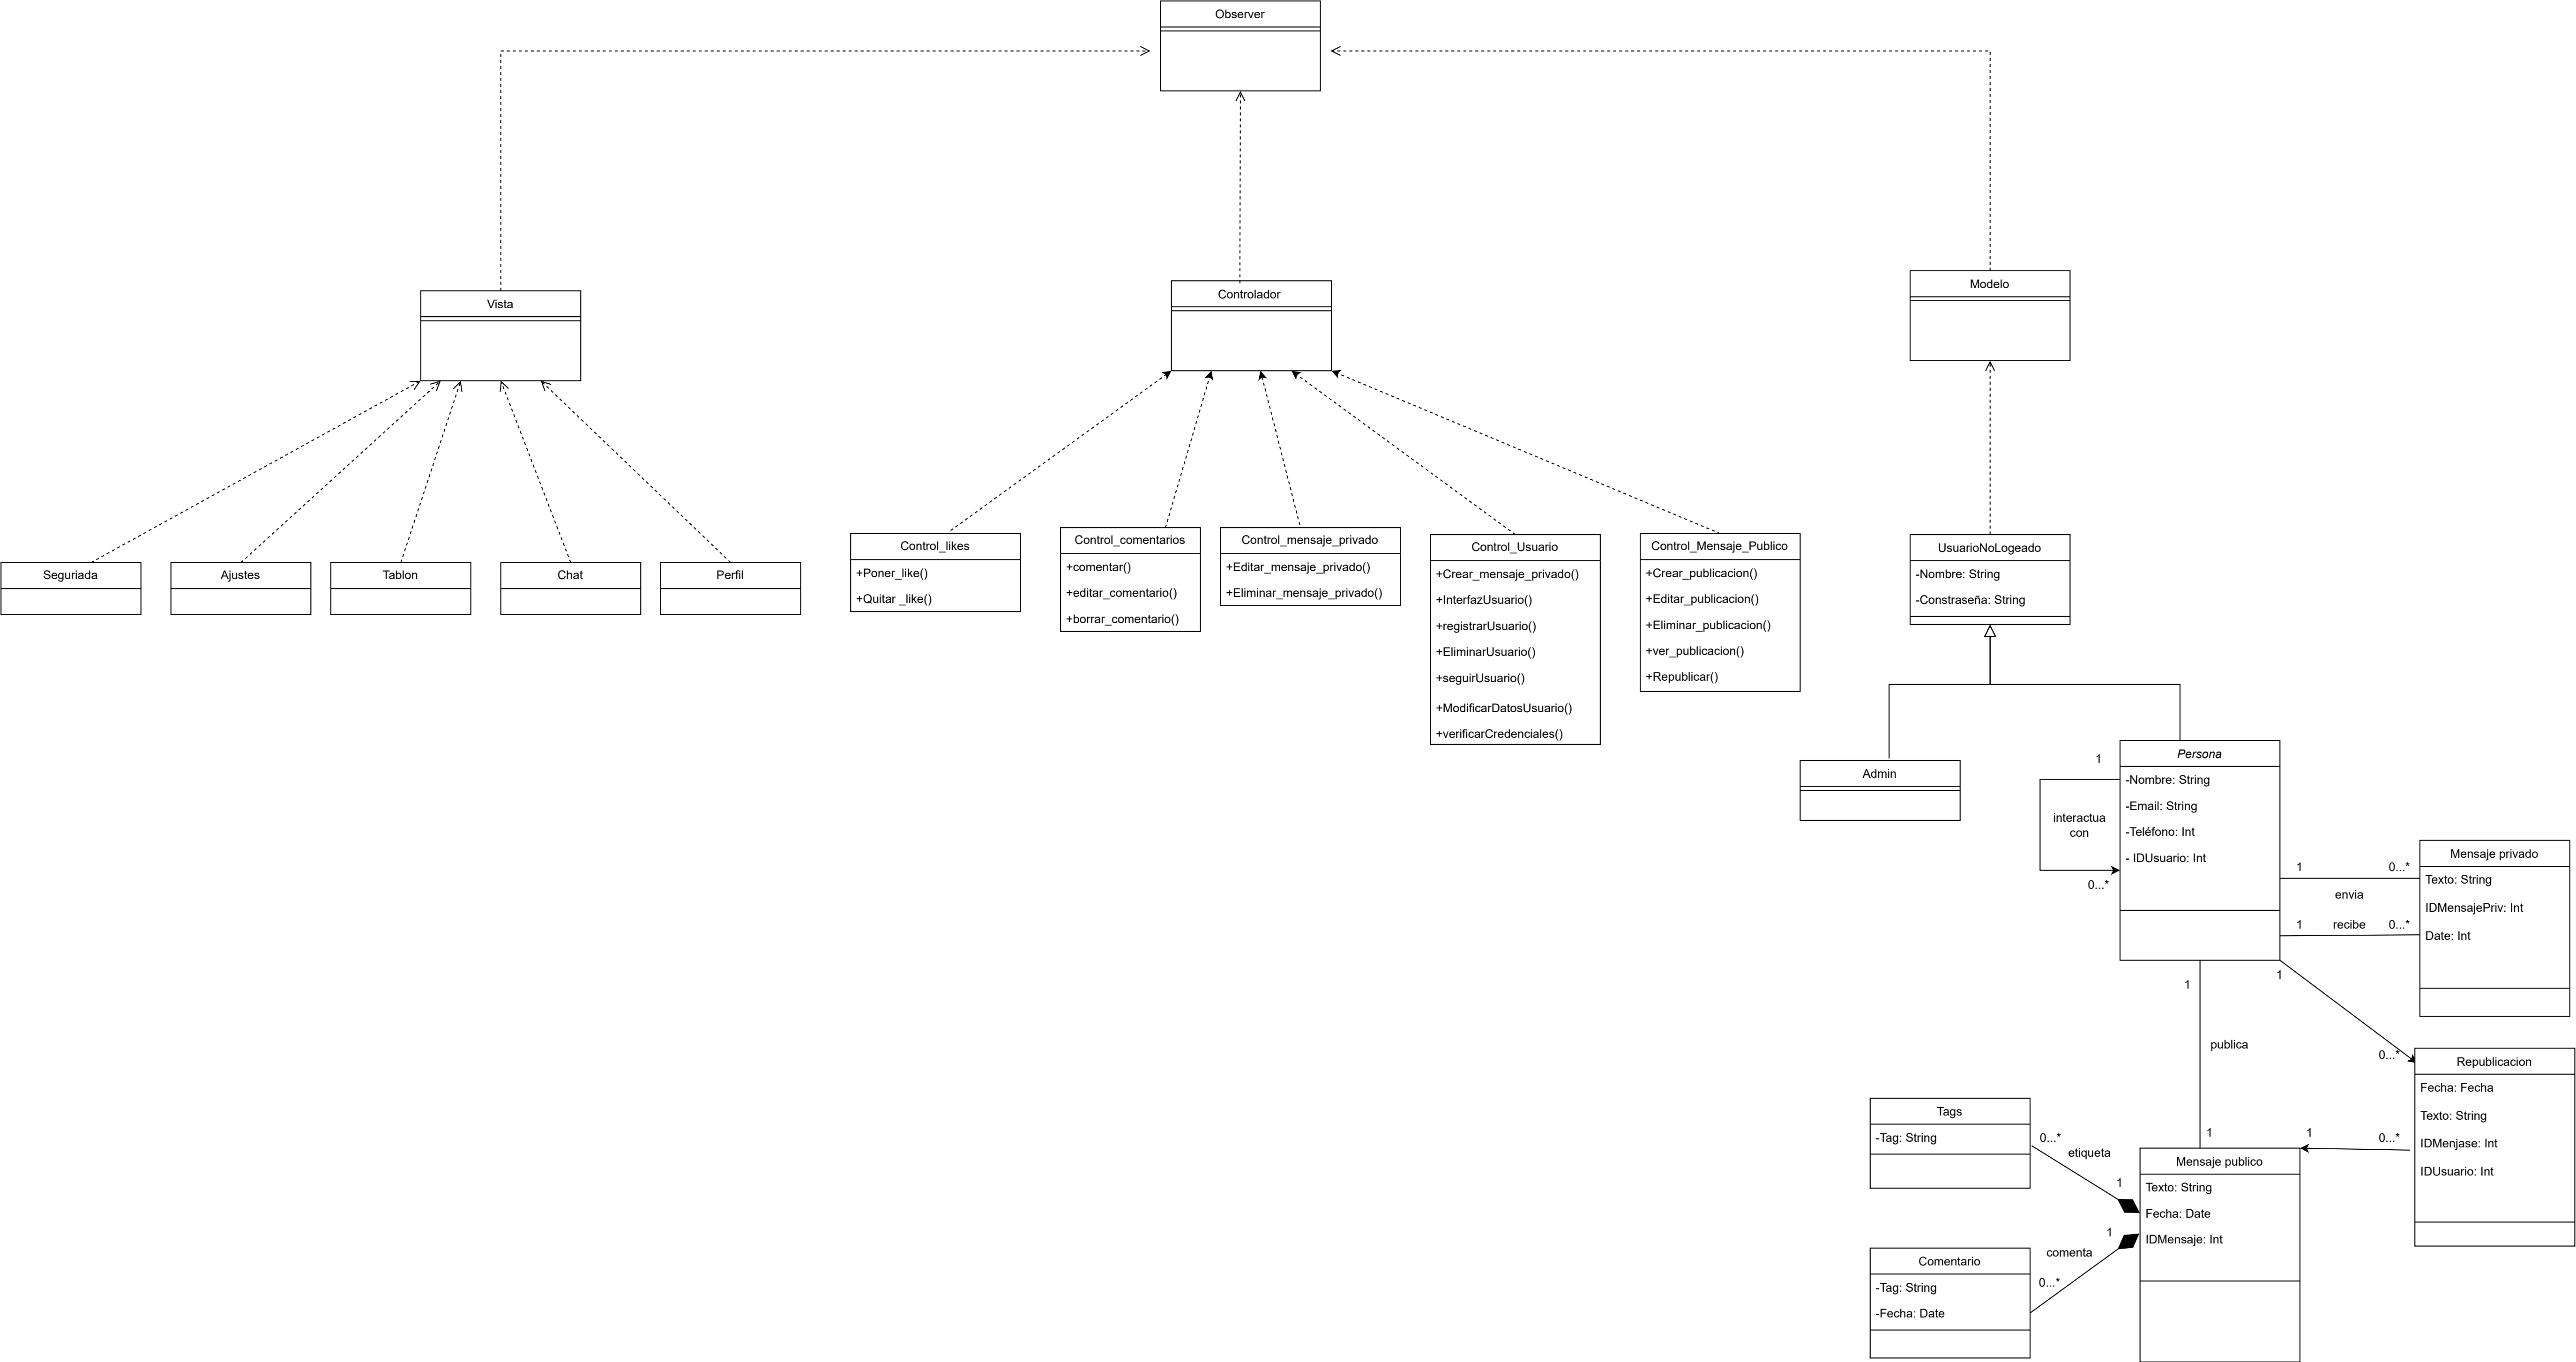 Observer
Vista
Controlador
Modelo
Seguriada
Ajustes
Tablon
Chat
Perfil
Control_likes
+Poner_like()
+Quitar _like()
Control_comentarios
+comentar()
+editar_comentario()
+borrar_comentario()
Control_mensaje_privado
+Editar_mensaje_privado()
+Eliminar_mensaje_privado()
Control_Usuario
+Crear_mensaje_privado()
+InterfazUsuario()
+registrarUsuario()
+EliminarUsuario()
+seguirUsuario()
+ModificarDatosUsuario()
+verificarCredenciales()
Control_Mensaje_Publico
+Crear_publicacion()
+Editar_publicacion()
+Eliminar_publicacion()
+ver_publicacion()
+Republicar()
UsuarioNoLogeado
-Nombre: String
-Constraseña: String
Admin
Persona
-Nombre: String
-Email: String
-Teléfono: Int
- IDUsuario: Int
1
interactua
con
0...*
1
0...*
envia
1
recibe
0...*
Mensaje privado
Texto: String
IDMensajePriv: Int
Date: Int
1
0...*
1
publica
1
Republicacion
Fecha: Fecha
Texto: String
IDMenjase: Int
IDUsuario: Int
1
0...*
Tags
-Tag: String
0...*
etiqueta
1
Mensaje publico
Texto: String
Fecha: Date
IDMensaje: Int
1
comenta
0...*
Comentario
-Tag: String
-Fecha: Date